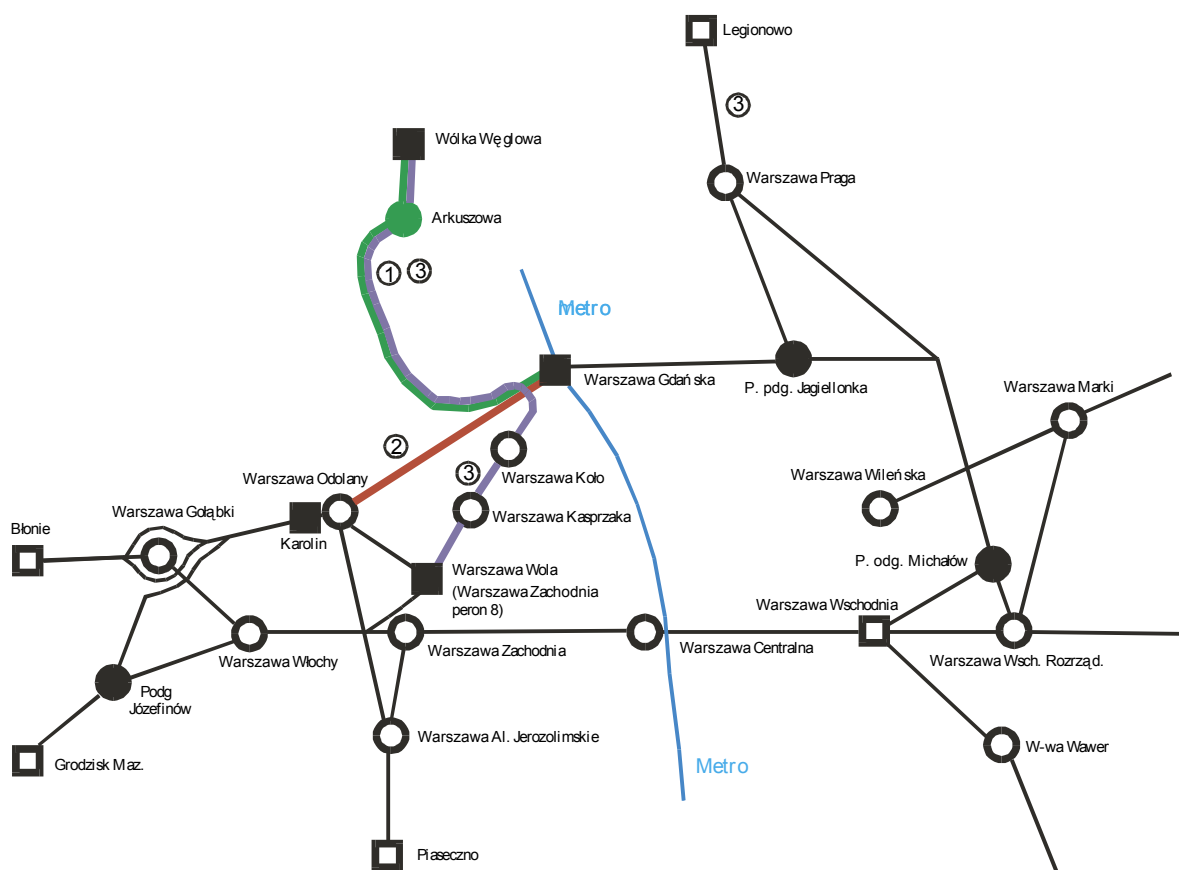 Legionowo
3
Wólka Węglowa
Warszawa Praga
Arkuszowa
1 3
Metro
Warszawa Gdańska
P. pdg. Jagiellonka
Warszawa Marki
2
3
Warszawa Koło
Warszawa Wileńska
Warszawa Odolany
Warszawa Gołąbki
Warszawa Kasprzaka
Błonie
Karolin
P. odg. Michałów
Warszawa Wola
(Warszawa Zachodnia
peron 8)
Warszawa Wschodnia
Warszawa Włochy
Warszawa Zachodnia
Warszawa Centralna
Warszawa Wsch. Rozrząd.
Podg
Józefinów
Warszawa Al. Jerozolimskie
W-wa Wawer
Grodzisk Maz.
Metro
Piaseczno